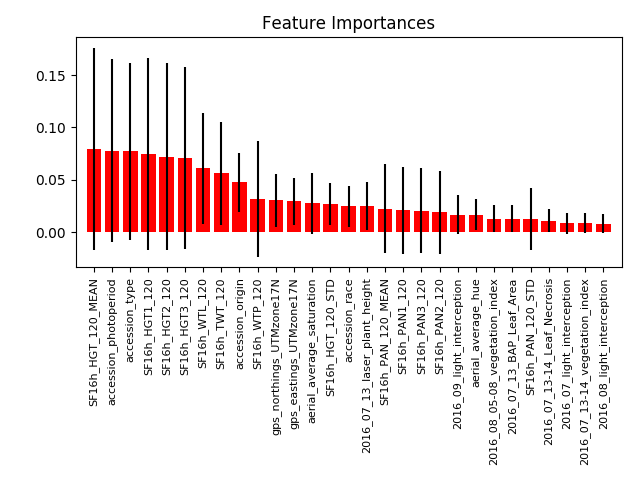 Feature Importances
0.15
0.10
0.05
0.00
SF16h_HGT_120_MEAN
accession_photoperiod
accession_type
SF16h_HGT1_120
SF16h_HGT2_120
SF16h_HGT3_120
SF16h_WTL_120
SF16h_TWT_120
accession_origin
SF16h_WTP_120
gps_northings_UTMzone17N
gps_eastings_UTMzone17N
aerial_average_saturation
SF16h_HGT_120_STD
accession_race
2016_07_13_laser_plant_height
SF16h_PAN_120_MEAN
SF16h_PAN1_120
SF16h_PAN3_120
SF16h_PAN2_120
2016_09_light_interception
aerial_average_hue
2016_08_05-08_vegetation_index
2016_07_13_BAP_Leaf_Area
SF16h_PAN_120_STD
2016_07_13-14_Leaf_Necrosis
2016_07_light_interception
2016_07_13-14_vegetation_index
2016_08_light_interception